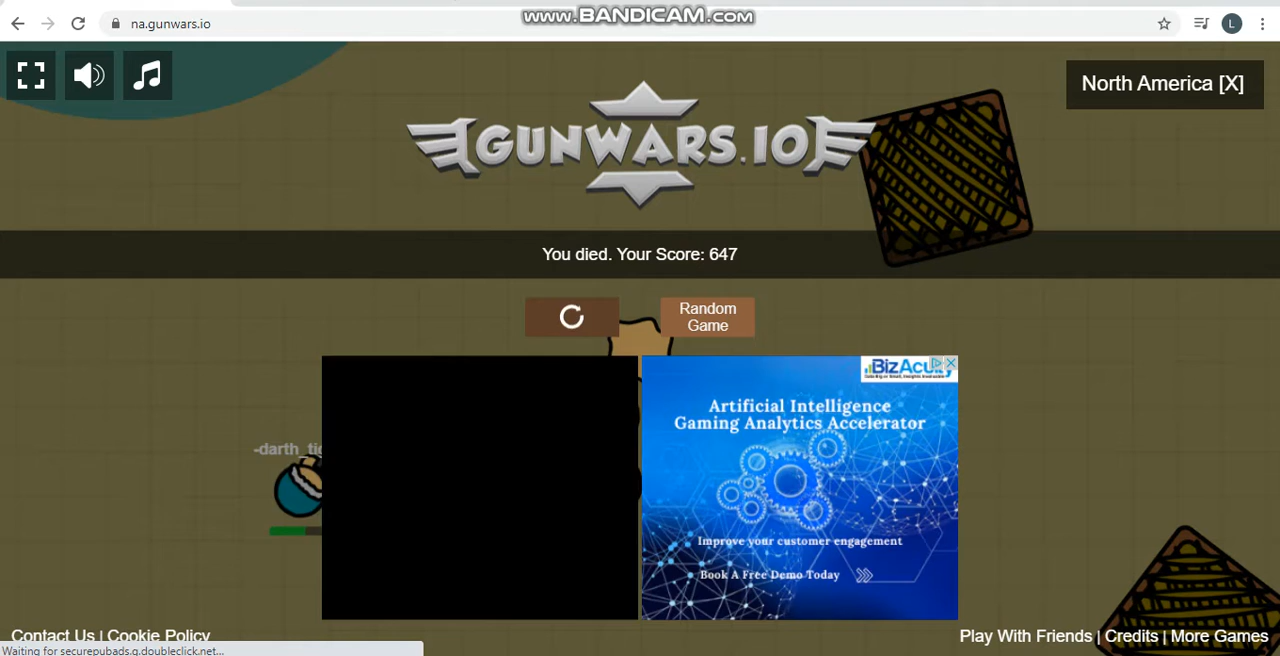 www.BANDICAM.com
na.gunwars.io
L
North America [X]
GUNWARS.IO
You died. Your Score: 647
Random
Game
BizAcuity
Artificial Intelligence
Gaming Analytics Accelerator
-darth_tic
Improve your customer engagement
Book A Free Demo Today
Contact Us | Cookie Policy
Play With Friends | Credits | More Games
Waiting for securepubads.g.doubleclick.net...